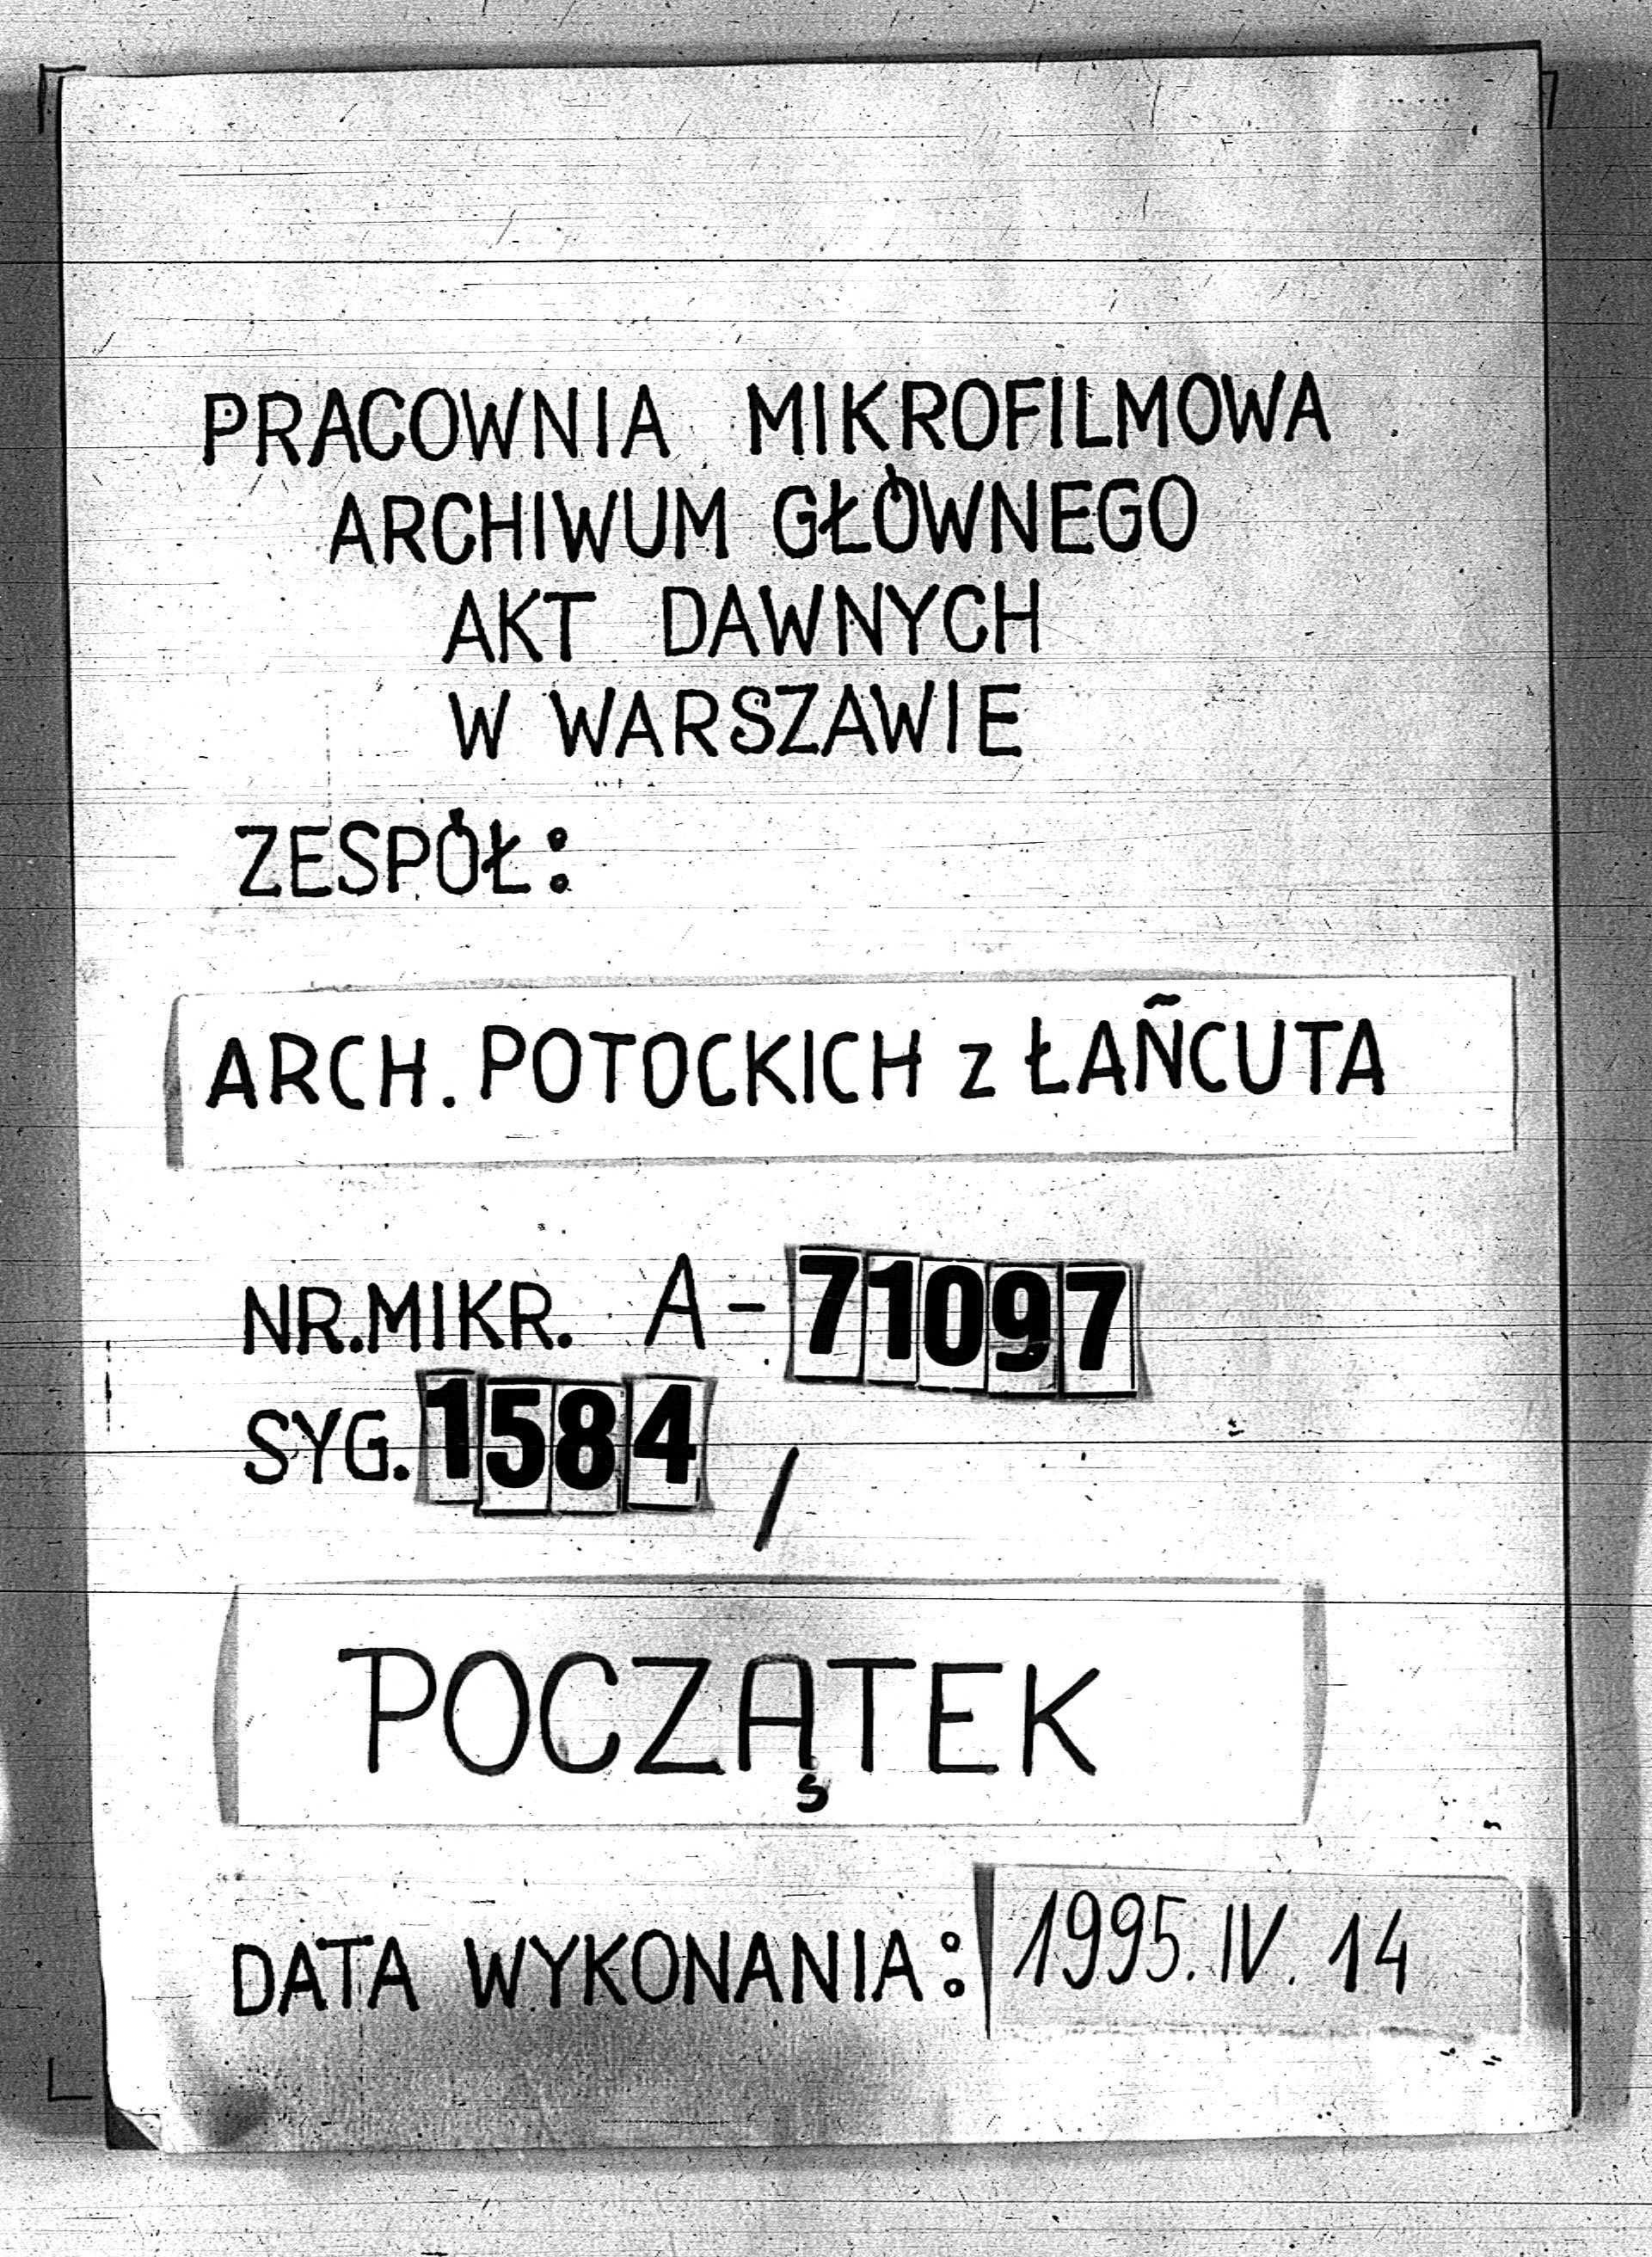 PRACOWNIA MIKROFILMOWA
ARCHIWUM GŁÓWNEGO
AKT DAWNYCH
W WARSZAWIE
ZESPÓŁ:
ARCH. POTOCKICH z ŁAÑCUTA
NR.MIKR. A-71097
SYG. 1584 /
POCZĄTEK
DATA WYKONANIA: 1995. IV. 14